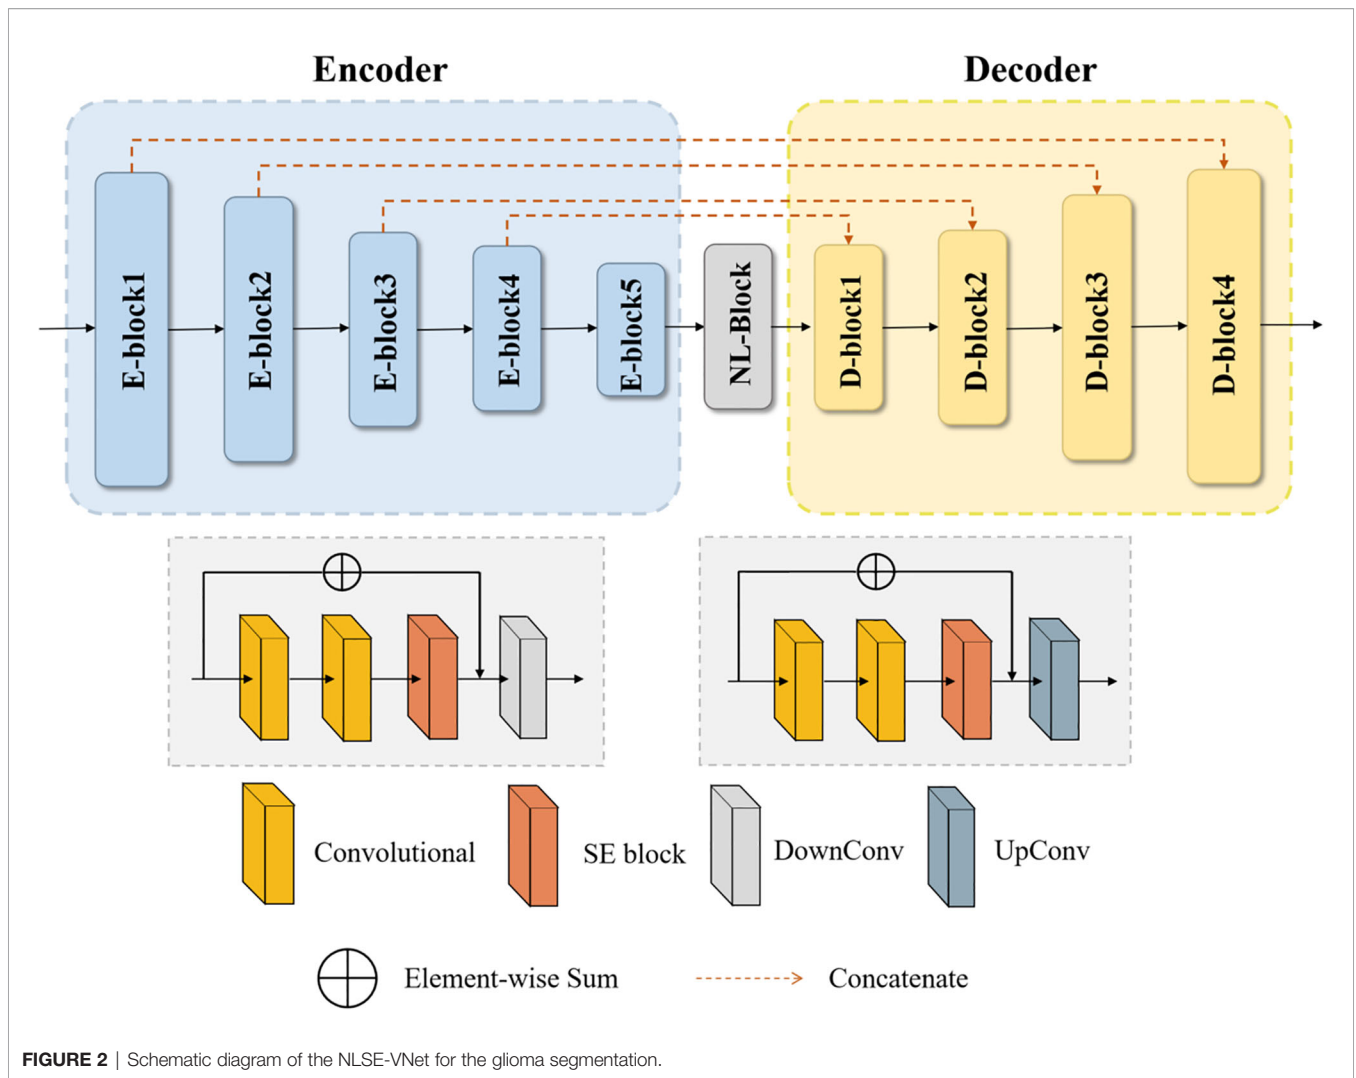 Encoder
Decoder
E-block1
E-block2
E-block3
E-block4
E-block5
NL-Block
D-block1
D-block2
D-block3
D-block4
Convolutional
SE block
DownConv
UpConv
Element-wise Sum
Concatenate
FIGURE 2 | Schematic diagram of the NLSE-VNet for the glioma segmentation.